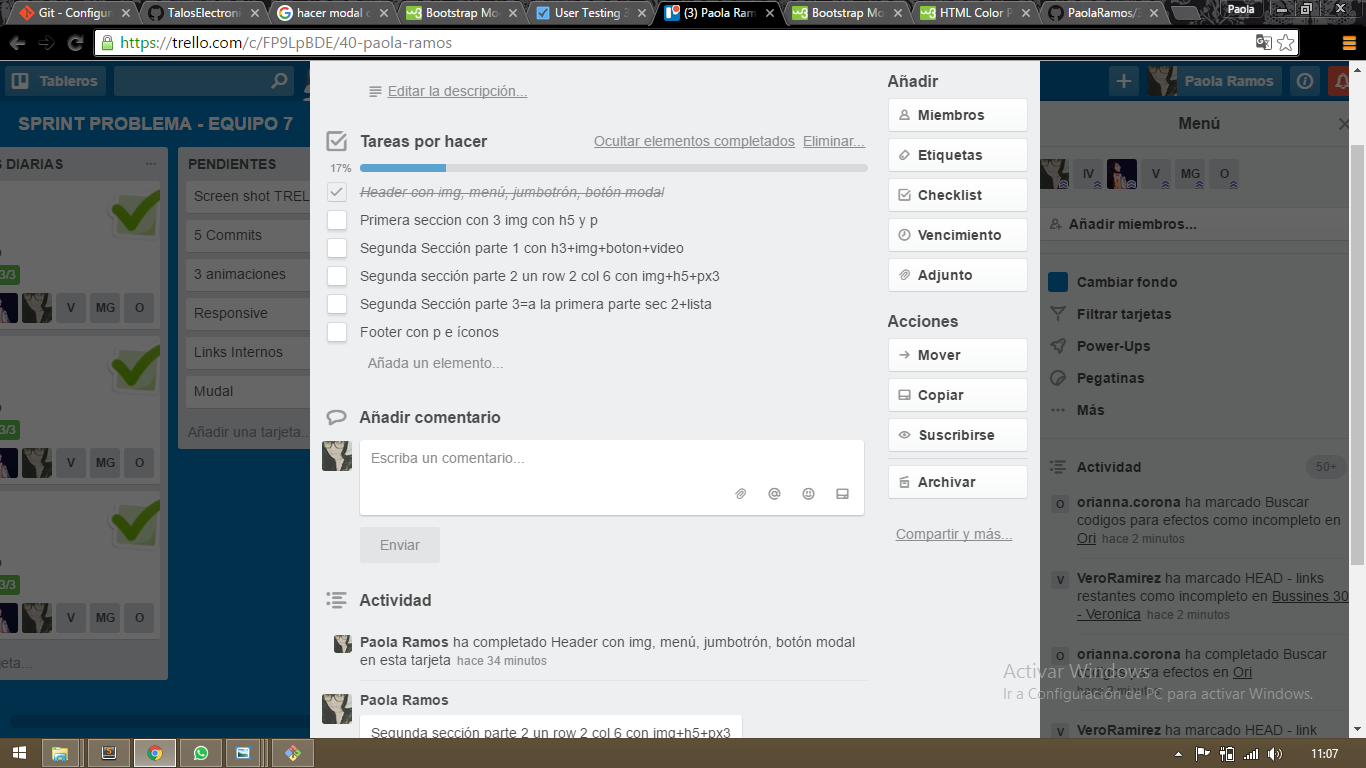 Git - Configur
TalosElectronic
hacer modal c
Bootstrap Mo
User Testing 3
(3) Paola Ram
Bootstrap Mo
HTML Color P
PaolaRamos/
Paola
https://trello.com/c/FP9LpBDE/40-paola-ramos
Tableros
Paola Ramos
SPRINT PROBLEMA - EQUIPO 7
S DIARIAS
3/3
V MG O
3/3
V MG O
3/3
V MG O
jeta...
PENDIENTES
Screen shot TREL
5 Commits
3 animaciones
Responsive
Links Internos
Mudal
Añadir una tarjeta...
Editar la descripción...
Tareas por hacer
Ocultar elementos completados Eliminar...
17%
Header con img, menú, jumbotrón, botón modal
Primera seccion con 3 img con h5 y p
Segunda Sección parte 1 con h3+img+boton+video
Segunda sección parte 2 un row 2 col 6 con img+h5+px3
Segunda Sección parte 3=a la primera parte sec 2+lista
Footer con p e íconos
Añada un elemento...
Añadir comentario
Escriba un comentario...
Enviar
Actividad
Paola Ramos ha completado Header con img, menú, jumbotrón, botón modal
en esta tarjeta hace 34 minutos
Paola Ramos
Segunda sección parte 2 un row 2 col 6 con img+h5+px3
Añadir
Miembros
Etiquetas
Checklist
Vencimiento
Adjunto
Acciones
Mover
Copiar
Suscribirse
Archivar
Compartir y más...
Menú
IV V MG O
Añadir miembros...
Cambiar fondo
Filtrar tarjetas
Power-Ups
Pegatinas
Más
Actividad
50+
O
orianna.corona ha marcado Buscar
codigos para efectos como incompleto en
Ori hace 2 minutos
V
VeroRamirez ha marcado HEAD - links
restantes como incompleto en Bussines 30
- Veronica hace 2 minutos
O
orianna.corona ha completado Buscar
codigos para efectos en Ori
hace 2 minutos
VeroRamirez ha marcado HEAD - link
Activar Windows
Ir a Configuración de PC para activar Windows.
11:07